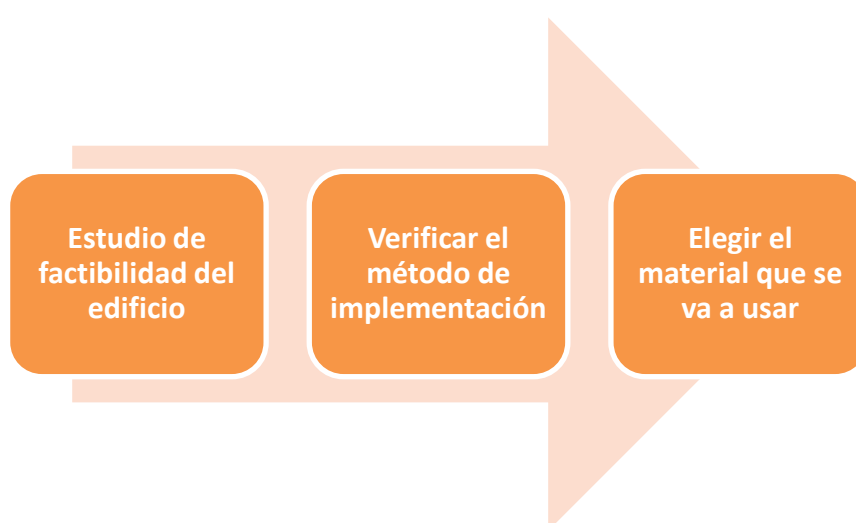 Estudio de
factibilidad del
edificio
Verificar el
método de
implementación
Elegir el
material que se
va a usar